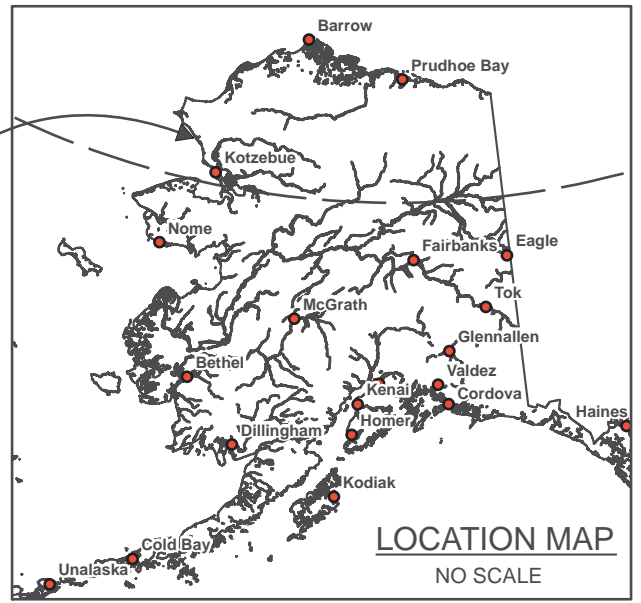 Barrow
Prudhoe Bay
Kotzebue
Nome
Fairbanks
Eagle
Tok
McGrath
Glennallen
Bethel
Valdez
Kenai
Cordova
Haines
Homer
Dillingham
Kodiak
LOCATION MAP
Cold Bay
NO SCALE
Unalaska